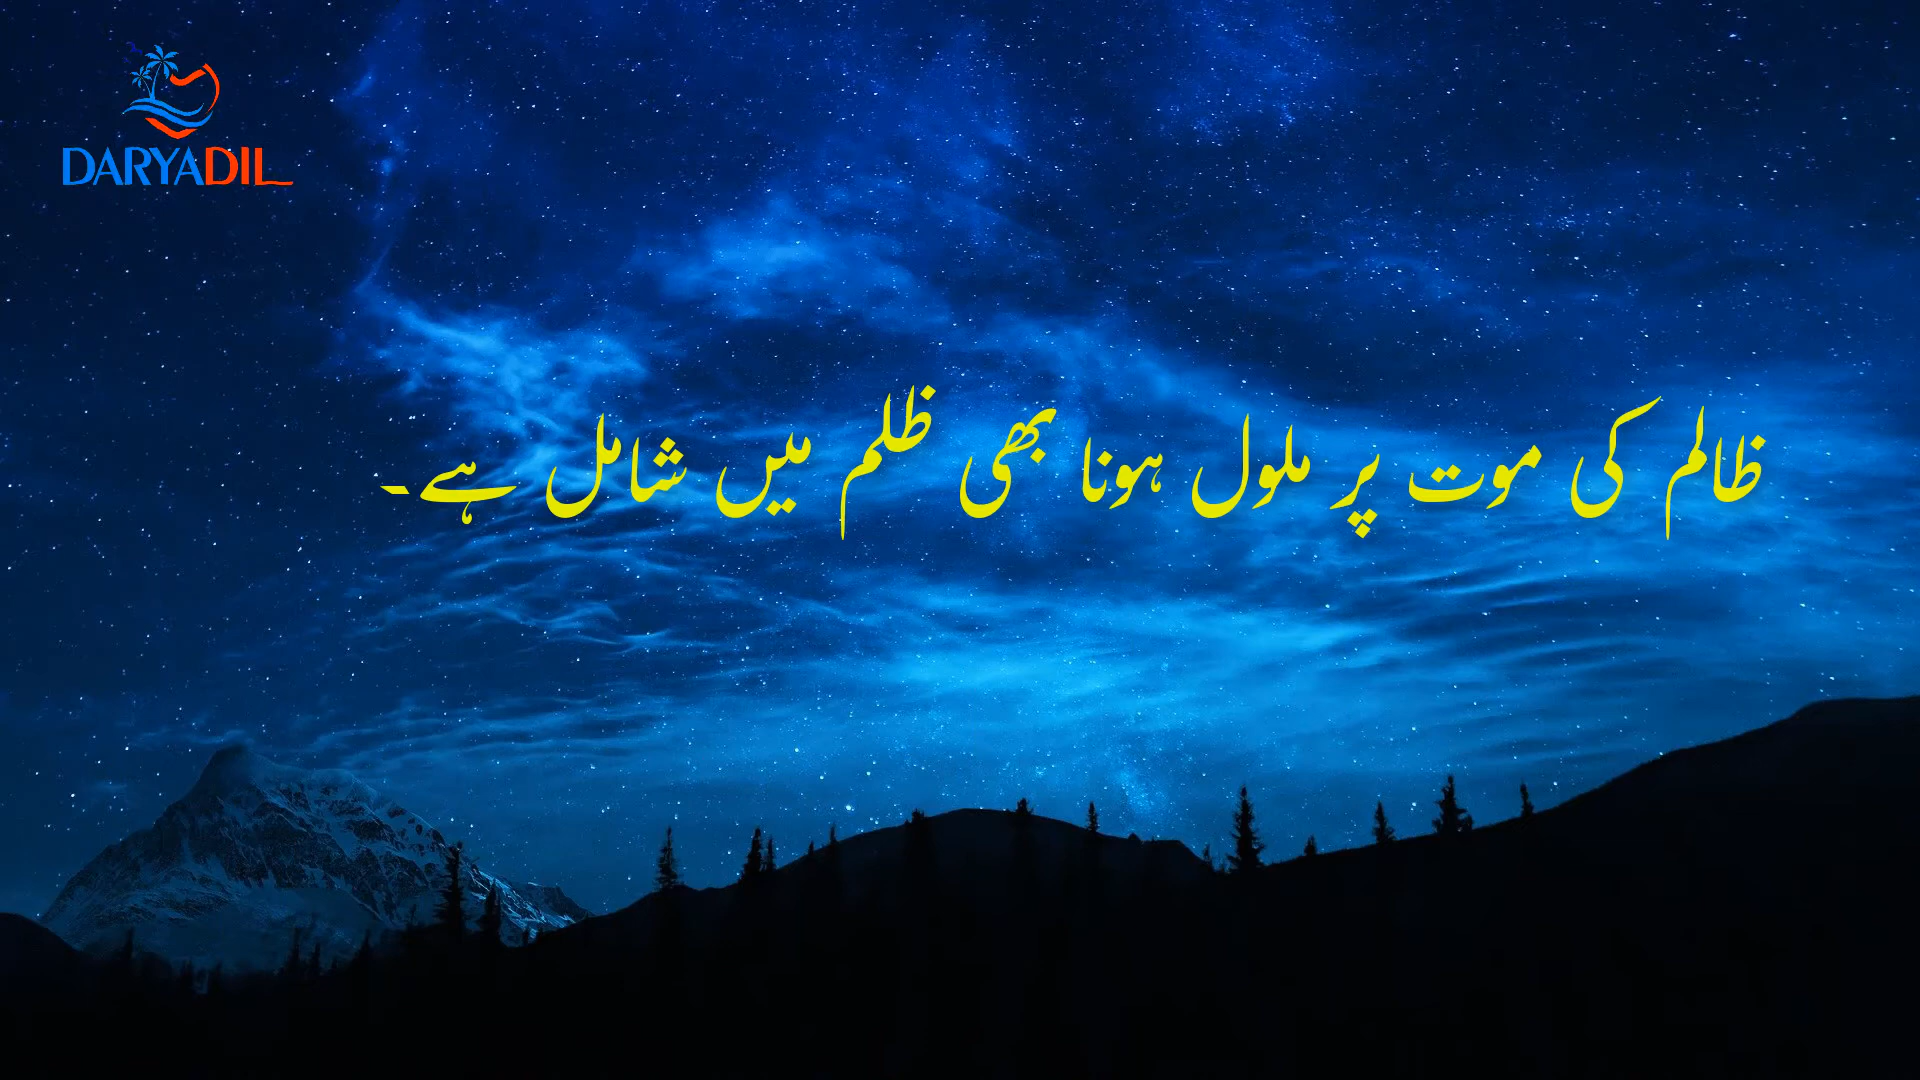 DARYADIL
ظالم کی موت پر ملول ہونا بھی ظلم میں شامل ہے۔